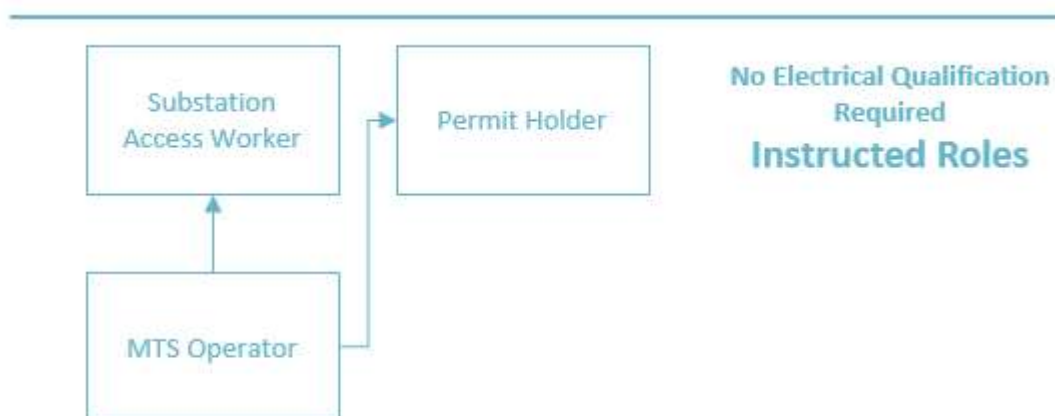 Substation
Access Worker
Permit Holder
No Electrical Qualification
Required
Instructed Roles
MTS Operator